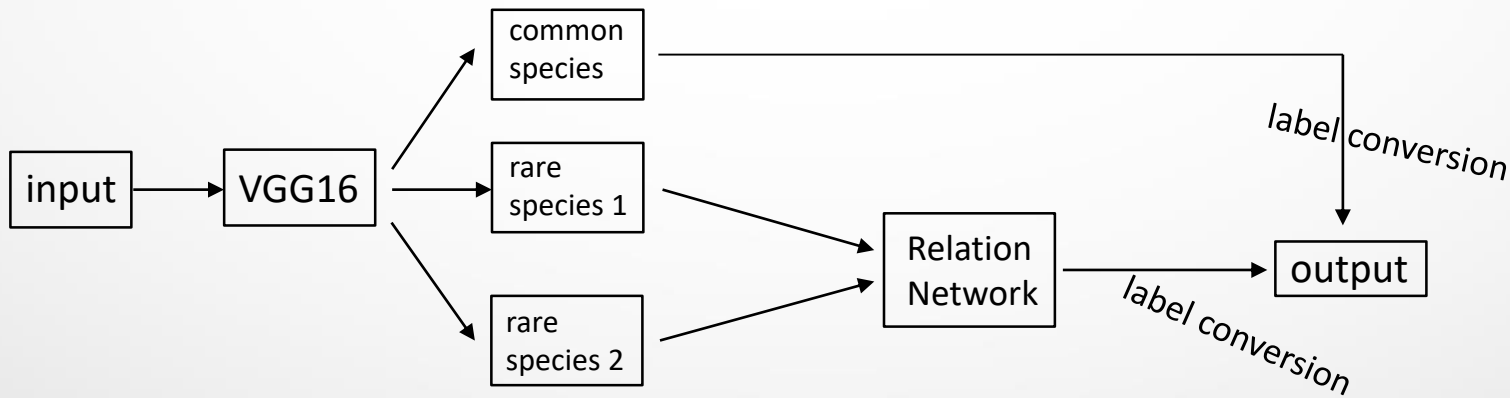 input
VGG16
common
species
rare
species 1
rare
species 2
Relation
Network
label conversion
label conversion
output